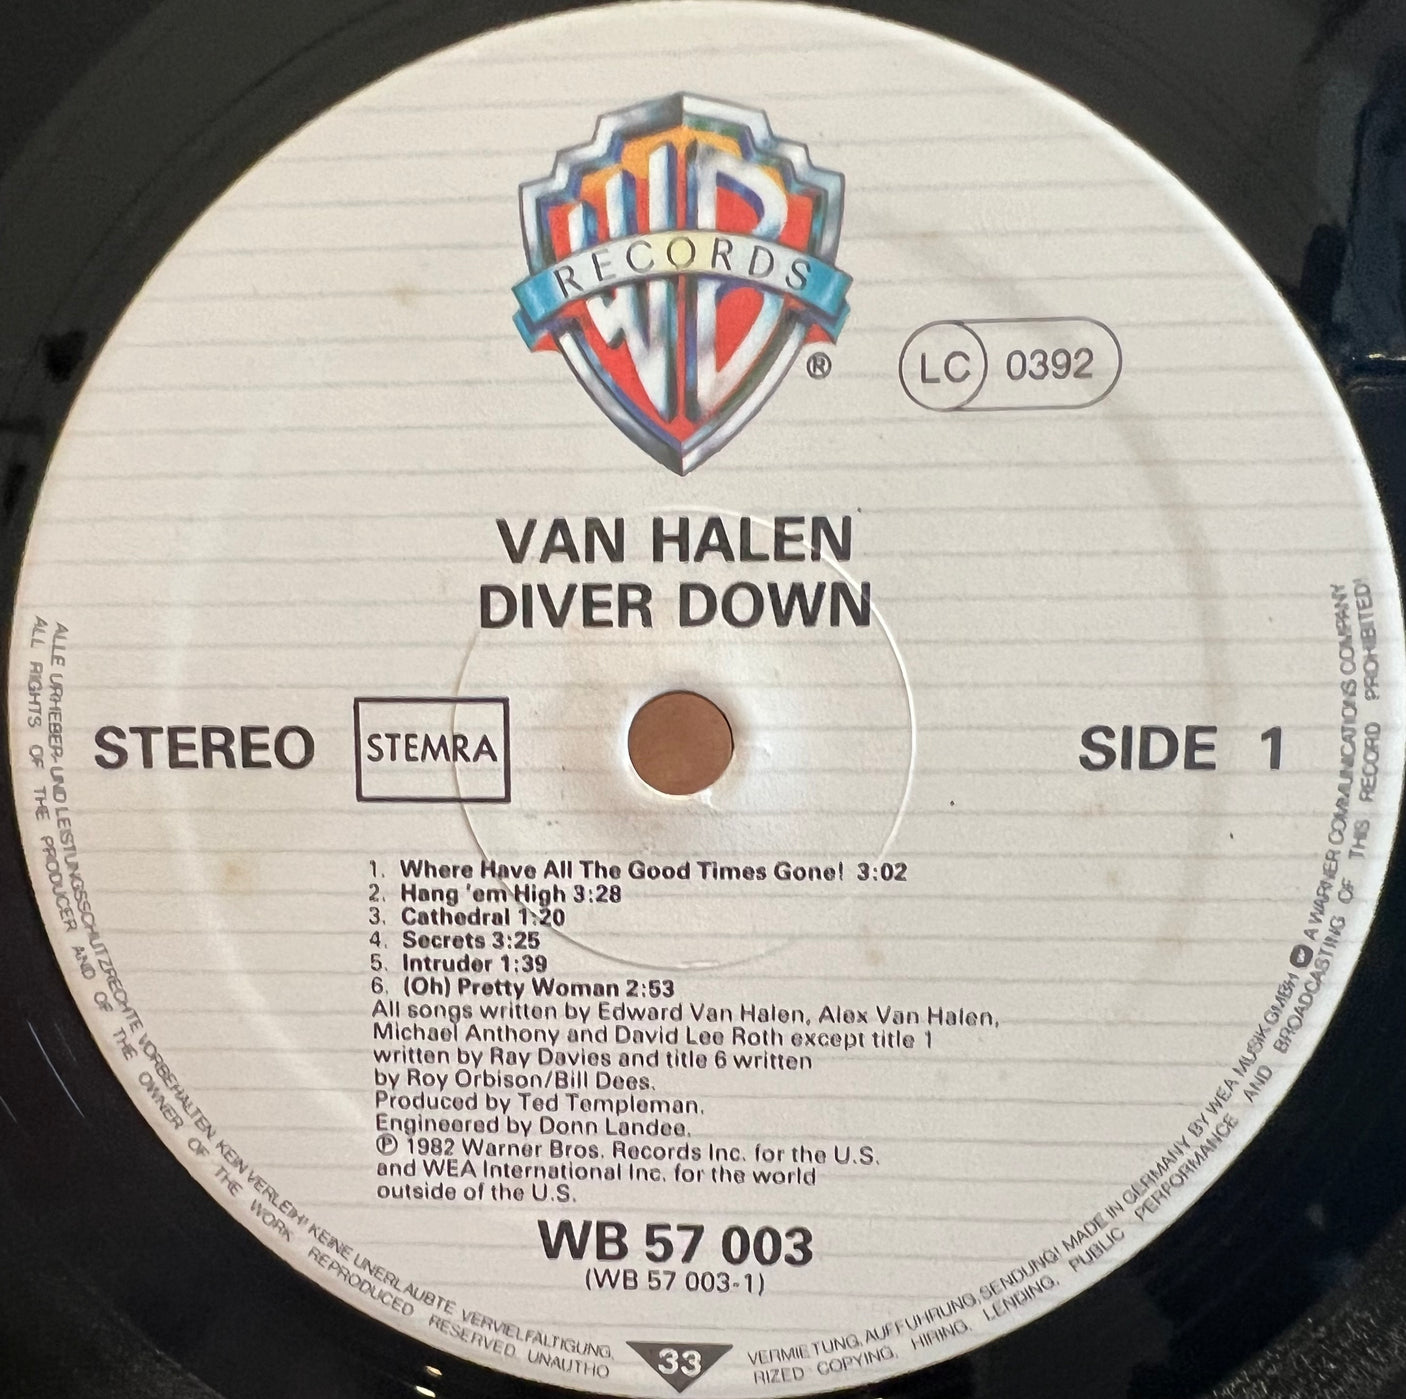 WB
RECORDS
®
LC 0392
VAN HALEN
DIVER DOWN
STEREO
STEMRA
SIDE 1
1. Where Have All The Good Times Gone! 3:02
2. Hang 'em High 3:28
3. Cathedral 1:20
4. Secrets 3:25
5. Intruder 1:39
6. (Oh) Pretty Woman 2:53
All songs written by Edward Van Halen, Alex Van Halen,
Michael Anthony and David Lee Roth except title 1
written by Ray Davies and title 6 written
by Roy Orbison/Bill Dees.
Produced by Ted Templeman.
Engineered by Donn Landee.
℗ 1982 Warner Bros. Records Inc. for the U.S.
and WEA International Inc. for the world
outside of the U.S.
WB 57 003
(WB 57 003-1)
33
ALLE URHEBER- UND LEISTUNGSSCHUTZRECHTE VORBEHALTEN. KEIN VERLEIH! KEINE UNERLAUBTE VERVIELFÄLTIGUNG, VERMIETUNG, AUFFÜHRUNG, SENDUNG! MADE IN GERMANY BY WEA MUSIK GMBH A WARNER COMMUNICATIONS COMPANY
ALL RIGHTS OF THE PRODUCER AND OF THE OWNER OF THE WORK REPRODUCED RESERVED. UNAUTHORIZED COPYING, HIRING, LENDING, PUBLIC PERFORMANCE AND BROADCASTING OF THIS RECORD PROHIBITED!